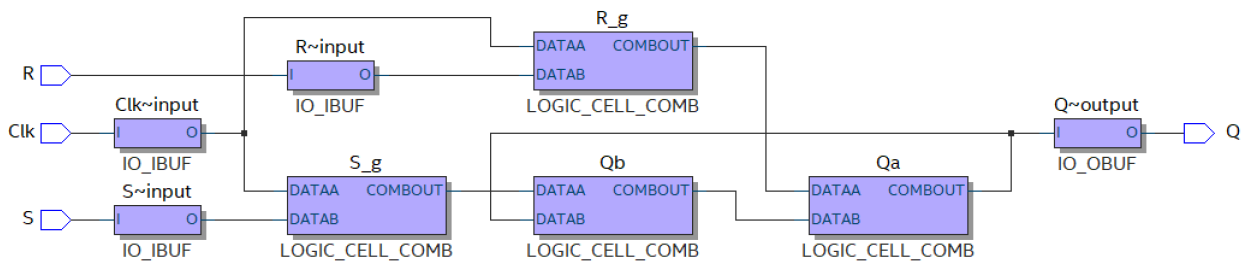 R_g
DATAA COMBOUT
DATAB
LOGIC_CELL_COMB
R
R~input
I O
IO_IBUF
Clk
Clk~input
I O
IO_IBUF
Q~output
I O
IO_OBUF
Q
S
S~input
I O
IO_IBUF
S_g
DATAA COMBOUT
DATAB
LOGIC_CELL_COMB
Qb
DATAA COMBOUT
DATAB
LOGIC_CELL_COMB
Qa
DATAA COMBOUT
DATAB
LOGIC_CELL_COMB